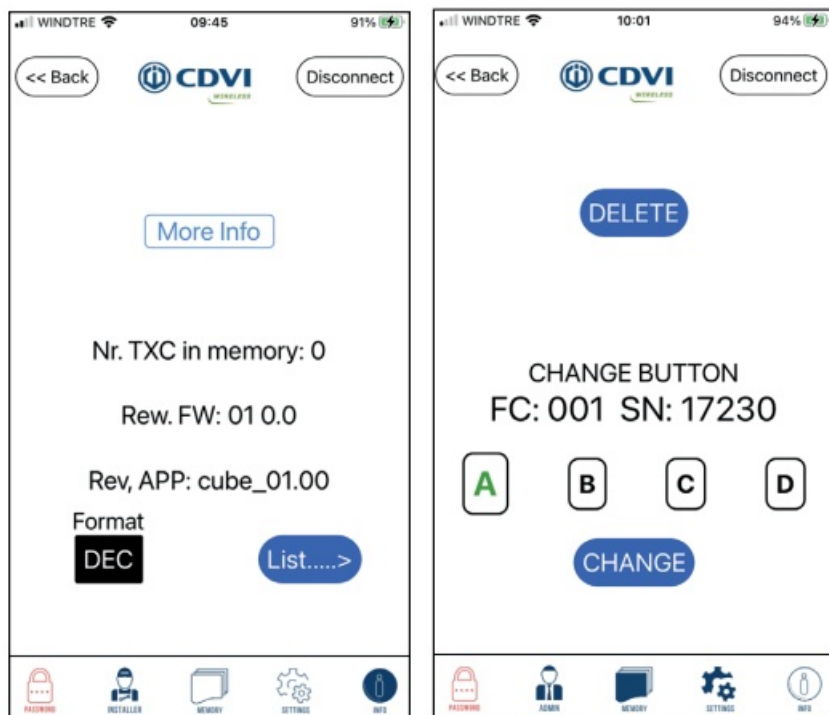 WINDTRE 09:45 91%
<< Back CDVI Disconnect
WIRELESS
More Info
Nr. TXC in memory: 0
Rew. FW: 01 0.0
Rev, APP: cube_01.00
Format
DEC List.....>
PASSWORD INSTALLER MEMORY SETTINGS INFO
WINDTRE 10:01 94%
<< Back CDVI Disconnect
WIRELESS
DELETE
CHANGE BUTTON
FC: 001 SN: 17230
A B C D
CHANGE
PASSWORD ADMIN MEMORY SETTINGS INFO